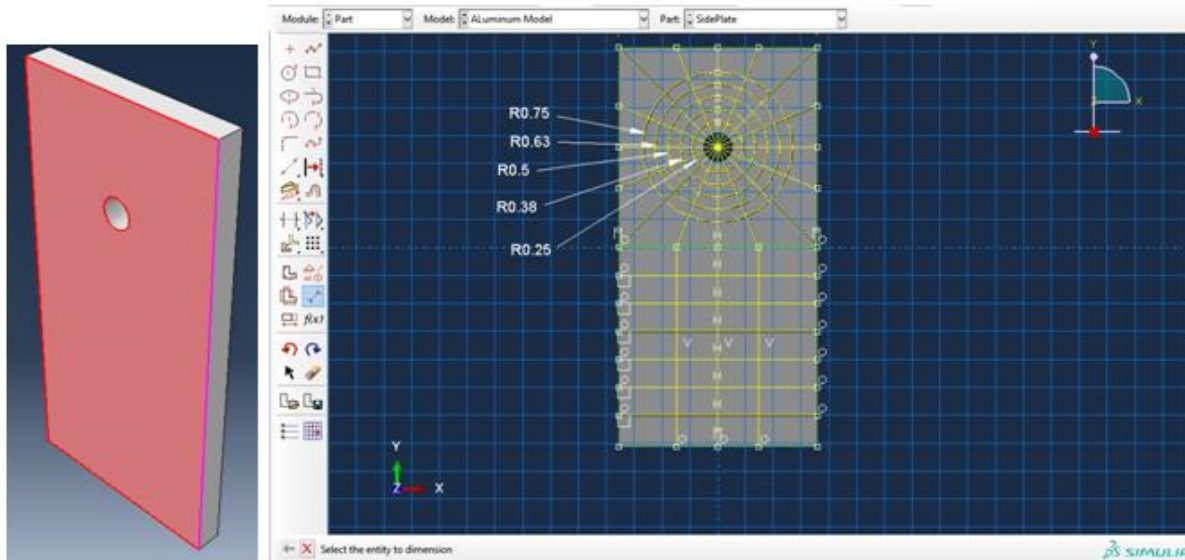 Module: Part Model: ALuminum Model Part: SidePlate
R0.75
R0.63
R0.5
R0.38
R0.25
Y
X
V V V
Y
Z X
f(x)
Select the entity to dimension
SIMULIA